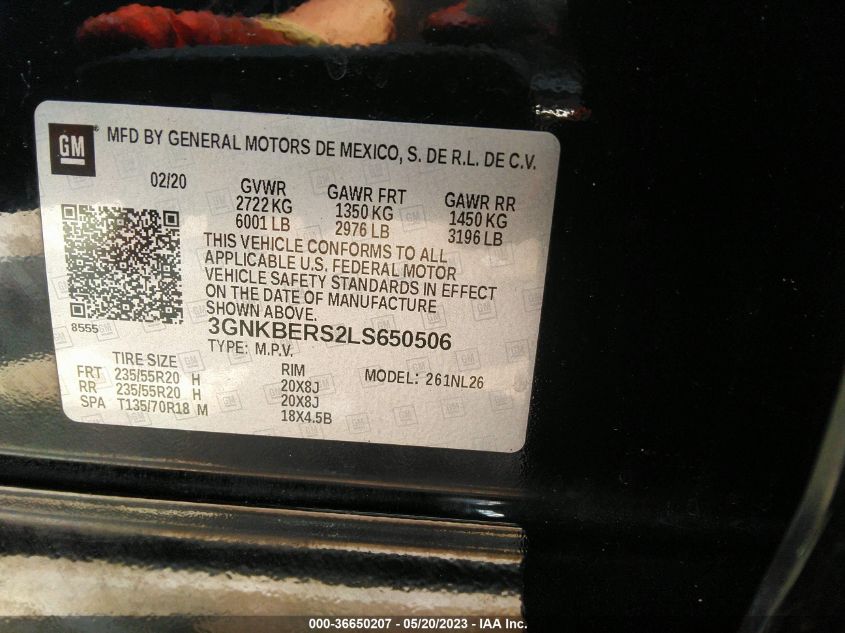 GM
MFD BY GENERAL MOTORS DE MEXICO, S. DE R.L. DE C.V.
02/20 GVWR GAWR FRT GAWR RR
2722 KG 1350 KG 1450 KG
6001 LB 2976 LB 3196 LB
THIS VEHICLE CONFORMS TO ALL
APPLICABLE U.S. FEDERAL MOTOR
VEHICLE SAFETY STANDARDS IN EFFECT
ON THE DATE OF MANUFACTURE
SHOWN ABOVE.
8555
3GNKBERS2LS650506
TYPE: M.P.V.
TIRE SIZE RIM MODEL: 261NL26
FRT 235/55R20 H 20X8J
RR 235/55R20 H 20X8J
SPA T135/70R18 M 18X4.5B
000-36650207 - 05/20/2023 - IAA Inc.